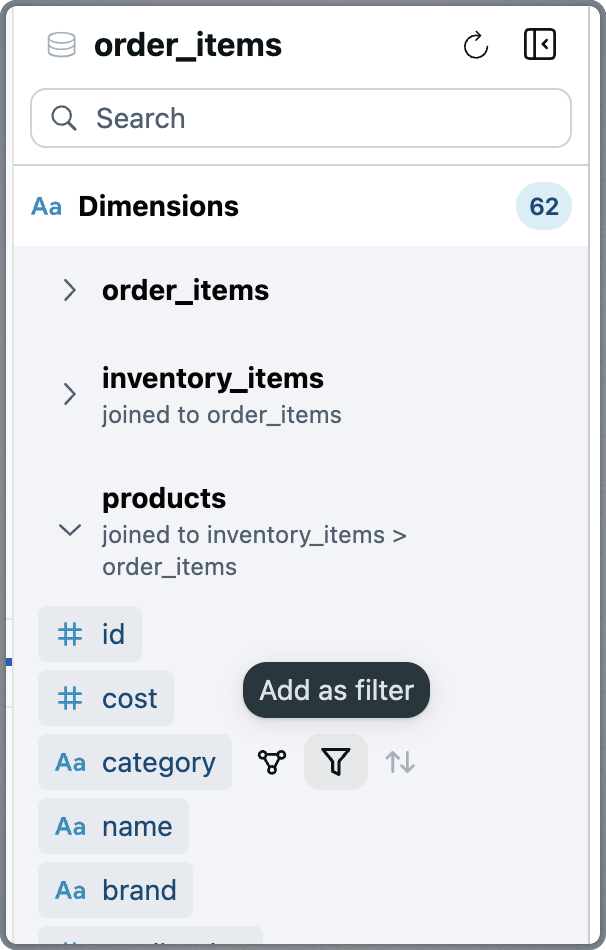 order_items
Search
Aa Dimensions 62
order_items
inventory_items
joined to order_items
products
joined to inventory_items >
order_items
# id
# cost
Add as filter
Aa category
Aa name
Aa brand